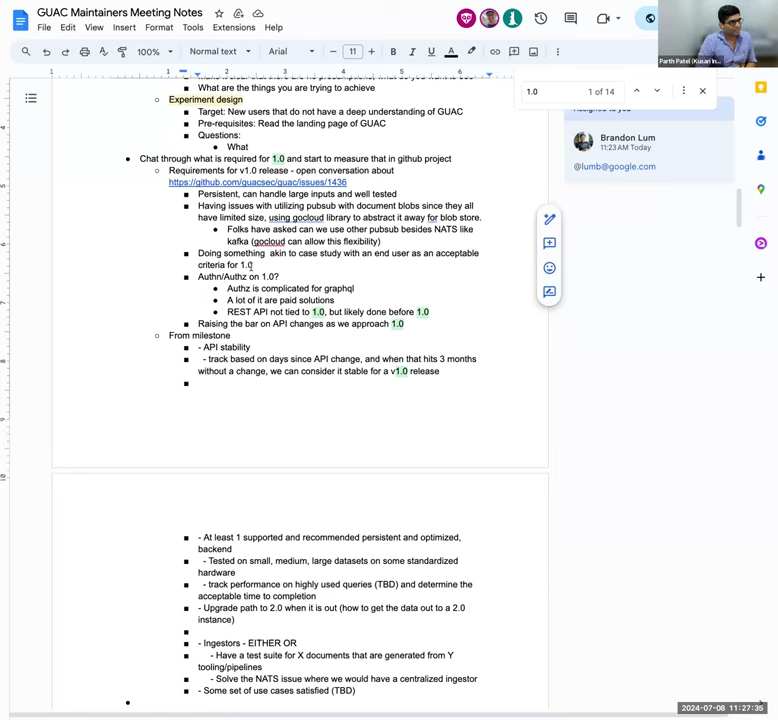 GUAC Maintainers Meeting Notes
File Edit View Insert Format Tools Extensions Help
100% Normal text Arial 11
B I U A
Parth Patel (Kusari In...
1.0 1 of 14
Assigned to you
Brandon Lum
11:23 AM Today
@lumb@google.com
What are the things you are trying to achieve
Experiment design
Target: New users that do not have a deep understanding of GUAC
Pre-requisites: Read the landing page of GUAC
Questions:
What
Chat through what is required for 1.0 and start to measure that in github project
Requirements for v1.0 release - open conversation about
https://github.com/guacsec/guac/issues/1436
Persistent, can handle large inputs and well tested
Having issues with utilizing pubsub with document blobs since they all
have limited size, using gocloud library to abstract it away for blob store.
Folks have asked can we use other pubsub besides NATS like
kafka (gocloud can allow this flexibility)
Doing something akin to case study with an end user as an acceptable
criteria for 1.0
Authn/Authz on 1.0?
Authz is complicated for graphql
A lot of it are paid solutions
REST API not tied to 1.0, but likely done before 1.0
Raising the bar on API changes as we approach 1.0
From milestone
- API stability
- track based on days since API change, and when that hits 3 months
without a change, we can consider it stable for a v1.0 release
- At least 1 supported and recommended persistent and optimized,
backend
- Tested on small, medium, large datasets on some standardized
hardware
- track performance on highly used queries (TBD) and determine the
acceptable time to completion
- Upgrade path to 2.0 when it is out (how to get the data out to a 2.0
instance)
- Ingestors - EITHER OR
- Have a test suite for X documents that are generated from Y
tooling/pipelines
- Solve the NATS issue where we would have a centralized ingestor
- Some set of use cases satisfied (TBD)
2024-07-08 11:27:35